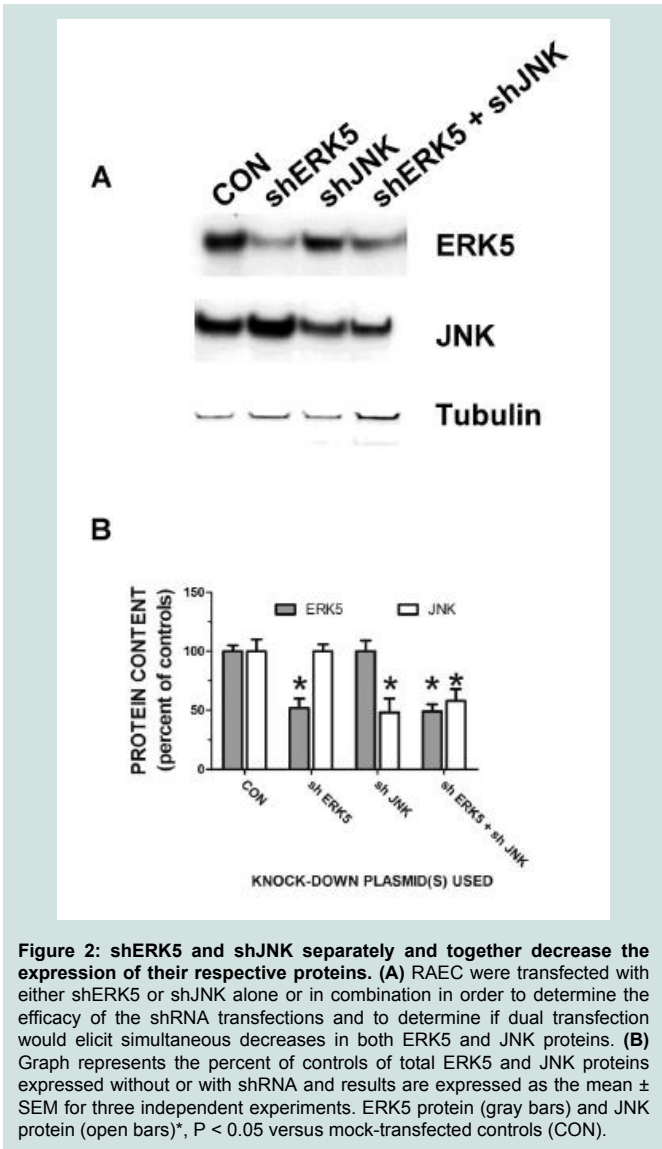 A
CON
shERK5
shJNK
shERK5 + shJNK
ERK5
JNK
Tubulin
B
PROTEIN CONTENT
(percent of controls)
150
100
50
0
ERK5
JNK
*
*
* *
CON
sh ERK5
sh JNK
sh ERK5 + sh JNK
KNOCK-DOWN PLASMID(S) USED
Figure 2: shERK5 and shJNK separately and together decrease the
expression of their respective proteins. (A) RAEC were transfected with
either shERK5 or shJNK alone or in combination in order to determine the
efficacy of the shRNA transfections and to determine if dual transfection
would elicit simultaneous decreases in both ERK5 and JNK proteins. (B)
Graph represents the percent of controls of total ERK5 and JNK proteins
expressed without or with shRNA and results are expressed as the mean ±
SEM for three independent experiments. ERK5 protein (gray bars) and JNK
protein (open bars)*, P < 0.05 versus mock-transfected controls (CON).